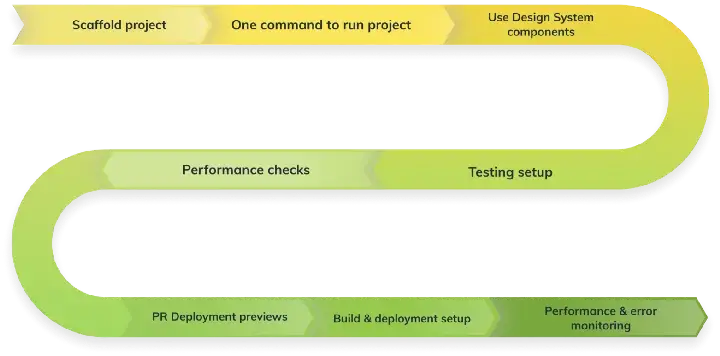 Scaffold project
One command to run project
Use Design System
components
Testing setup
Performance checks
PR Deployment previews
Build & deployment setup
Performance & error
monitoring